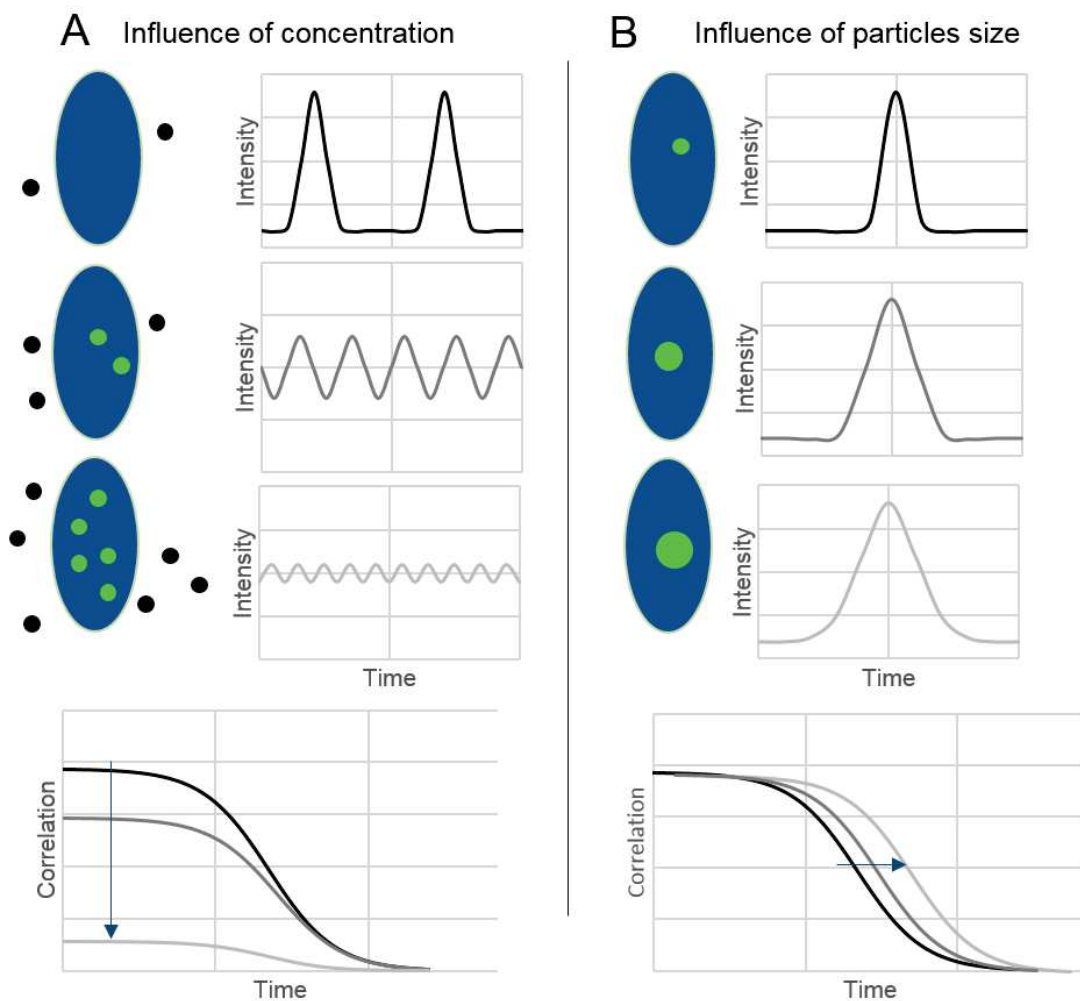 A Influence of concentration
Intensity
Intensity
Intensity
Time
Correlation
Time
B Influence of particles size
Intensity
Intensity
Intensity
Time
Correlation
Time